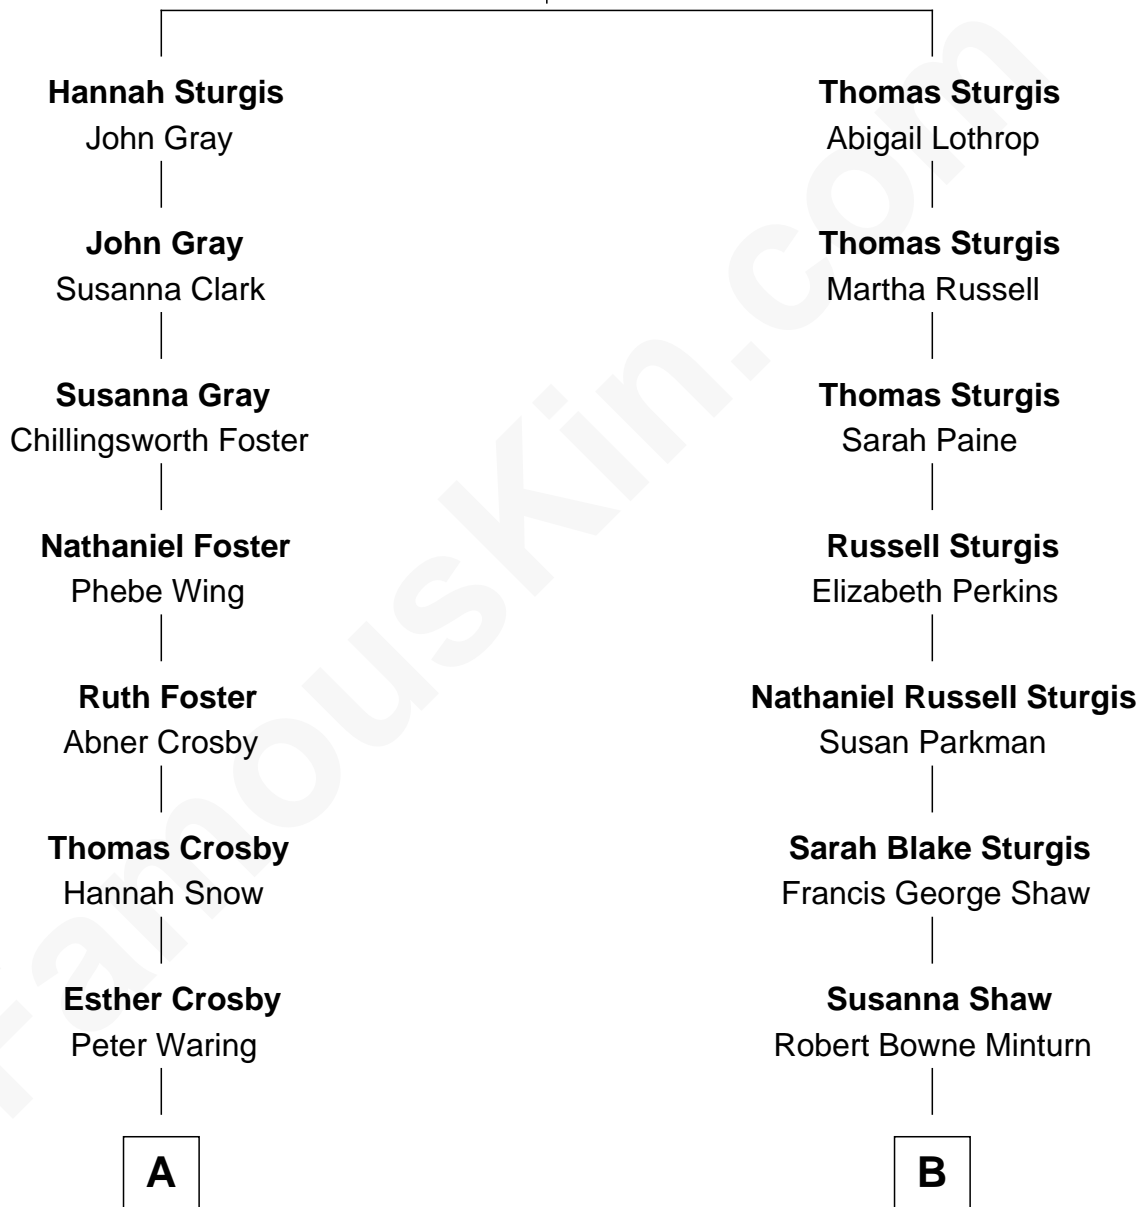 Hannah Sturgis
John Gray
John Gray
Susanna Clark
Susanna Gray
Chillingsworth Foster
Nathaniel Foster
Phebe Wing
Ruth Foster
Abner Crosby
Thomas Crosby
Hannah Snow
Esther Crosby
Peter Waring
A
Thomas Sturgis
Abigail Lothrop
Thomas Sturgis
Martha Russell
Thomas Sturgis
Sarah Paine
Russell Sturgis
Elizabeth Perkins
Nathaniel Russell Sturgis
Susan Parkman
Sarah Blake Sturgis
Francis George Shaw
Susanna Shaw
Robert Bowne Minturn
B
FamousKin.com